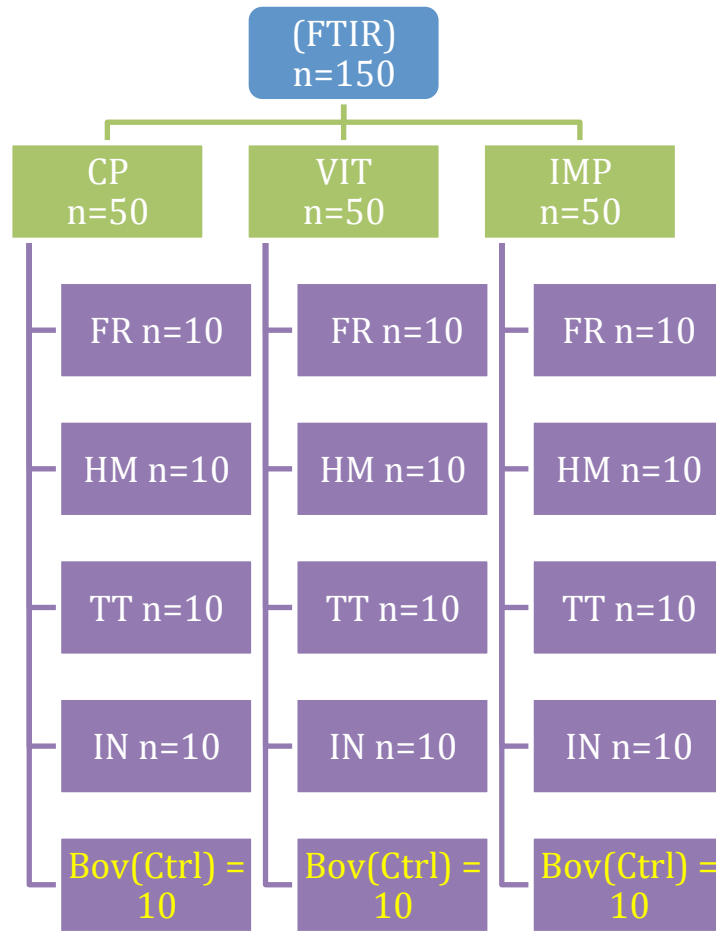 (FTIR)
n=150
CP
n=50
VIT
n=50
IMP
n=50
FR n=10
HM n=10
TT n=10
IN n=10
Bov(Ctrl) =
10
FR n=10
HM n=10
TT n=10
IN n=10
Bov(Ctrl) =
10
FR n=10
HM n=10
TT n=10
IN n=10
Bov(Ctrl) =
10